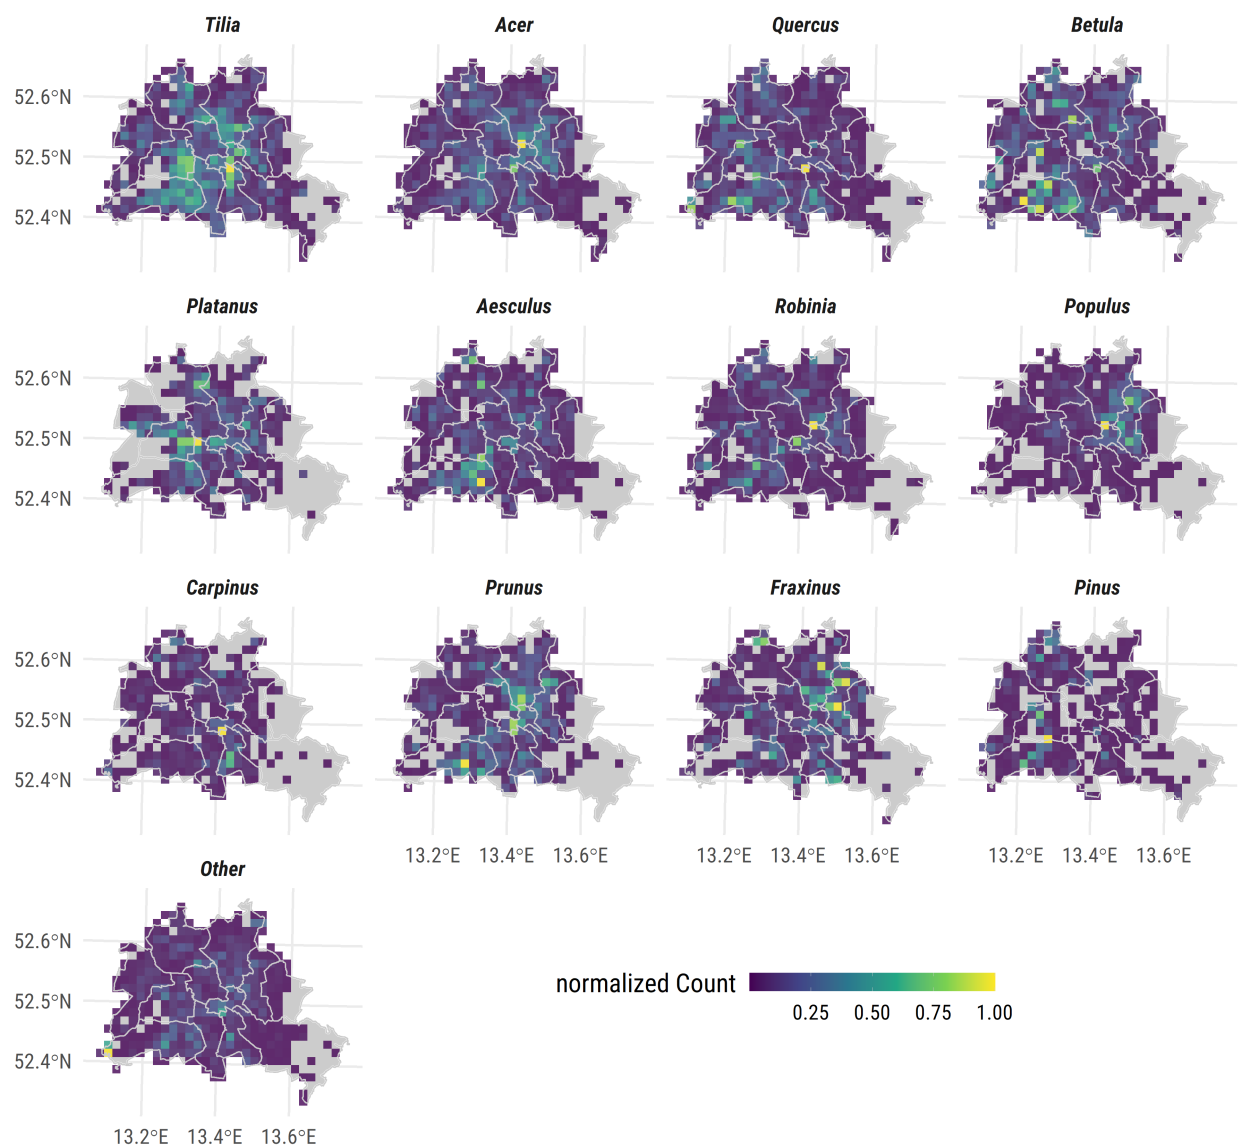 Tilia Acer Quercus Betula
52.6°N
52.5°N
52.4°N
Platanus Aesculus Robinia Populus
52.6°N
52.5°N
52.4°N
Carpinus Prunus Fraxinus Pinus
52.6°N
52.5°N
52.4°N
13.2°E 13.4°E 13.6°E 13.2°E 13.4°E 13.6°E 13.2°E 13.4°E 13.6°E
Other
52.6°N
52.5°N
52.4°N
normalized Count
0.25 0.50 0.75 1.00
13.2°E 13.4°E 13.6°E